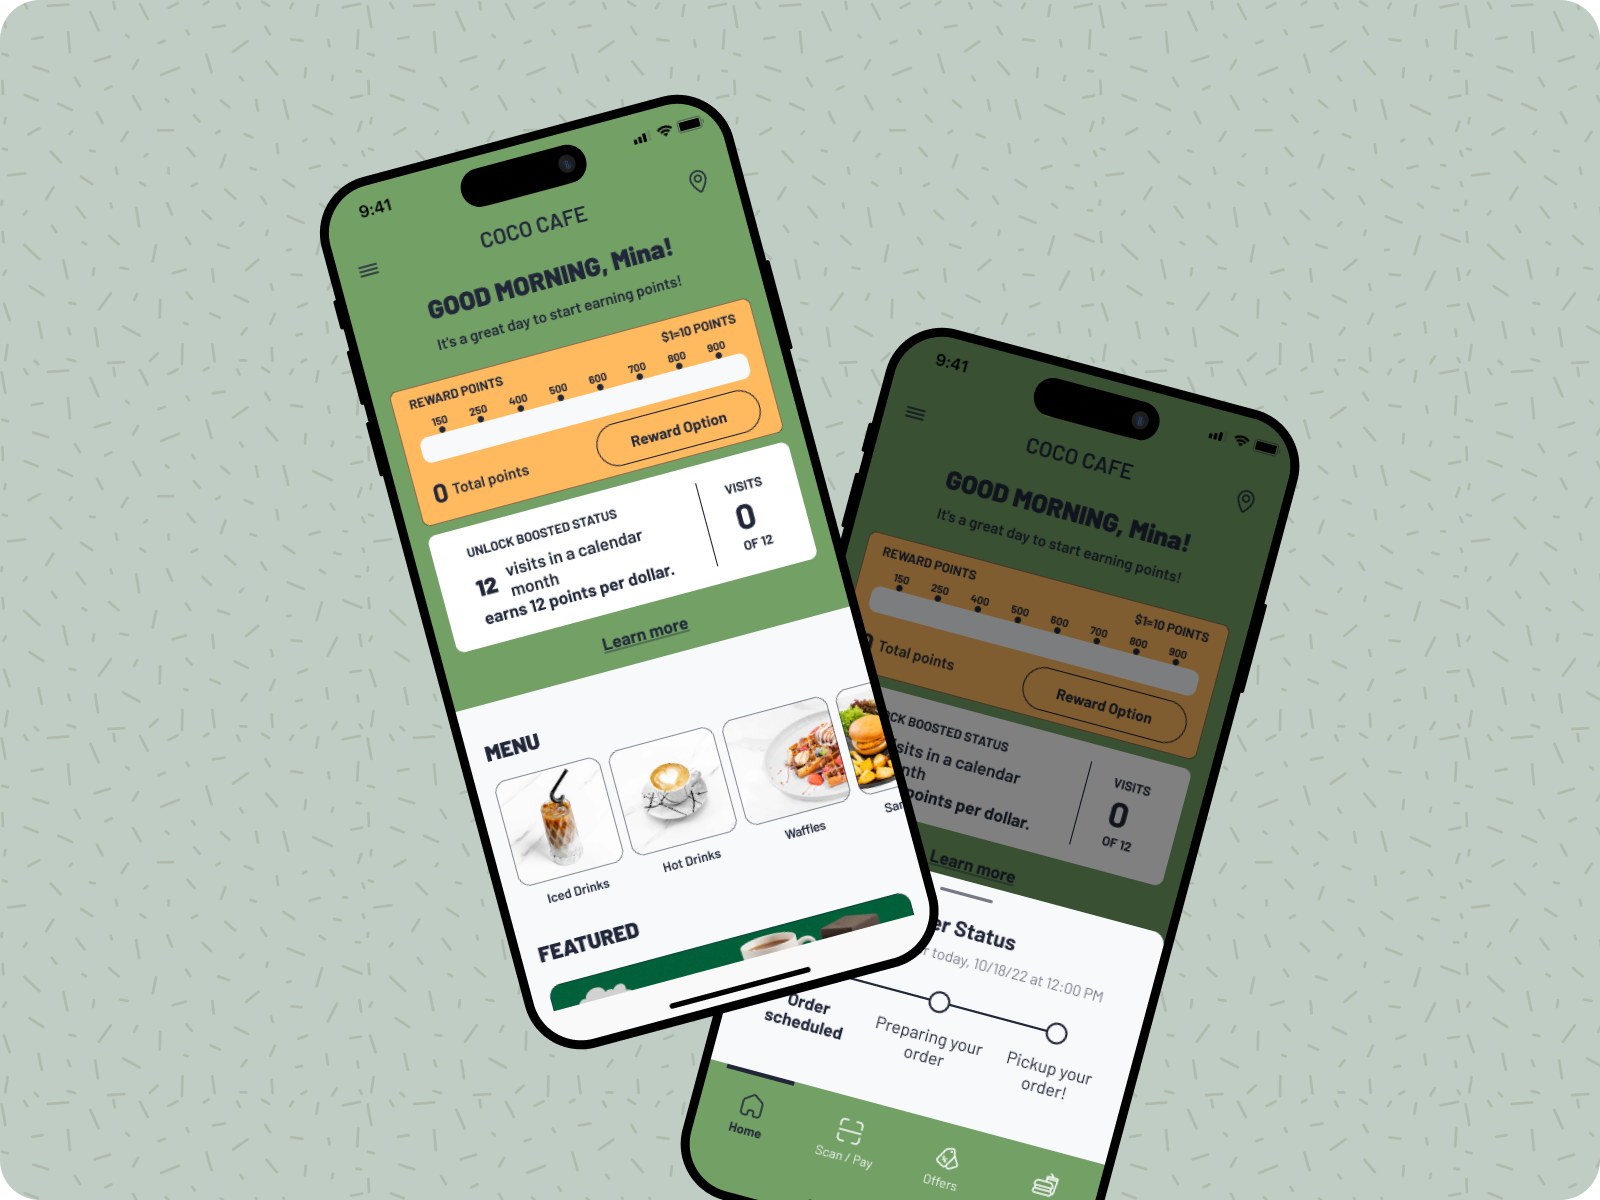 9:41
COCO CAFE
GOOD MORNING, Mina!
It's a great day to start earning points!
$1=10 POINTS
REWARD POINTS
150 250 400 500 600 700 800 900
0 Total points
Reward Option
UNLOCK BOOSTED STATUS
12 visits in a calendar
month
earns 12 points per dollar.
VISITS
0
OF 12
Learn more
MENU
Iced Drinks
Hot Drinks
Waffles
FEATURED
9:41
COCO CAFE
GOOD MORNING, Mina!
It's a great day to start earning points!
REWARD POINTS
$1=10 POINTS
150 250 400 500 600 700 800 900
Total points
Reward Option
BOOSTED STATUS
in a calendar
points per dollar.
VISITS
0
OF 12
Learn more
Status
today, 10/18/22 at 12:00 PM
Order
scheduled
Preparing your
order
Pickup your
order!
Home
Scan / Pay
Offers